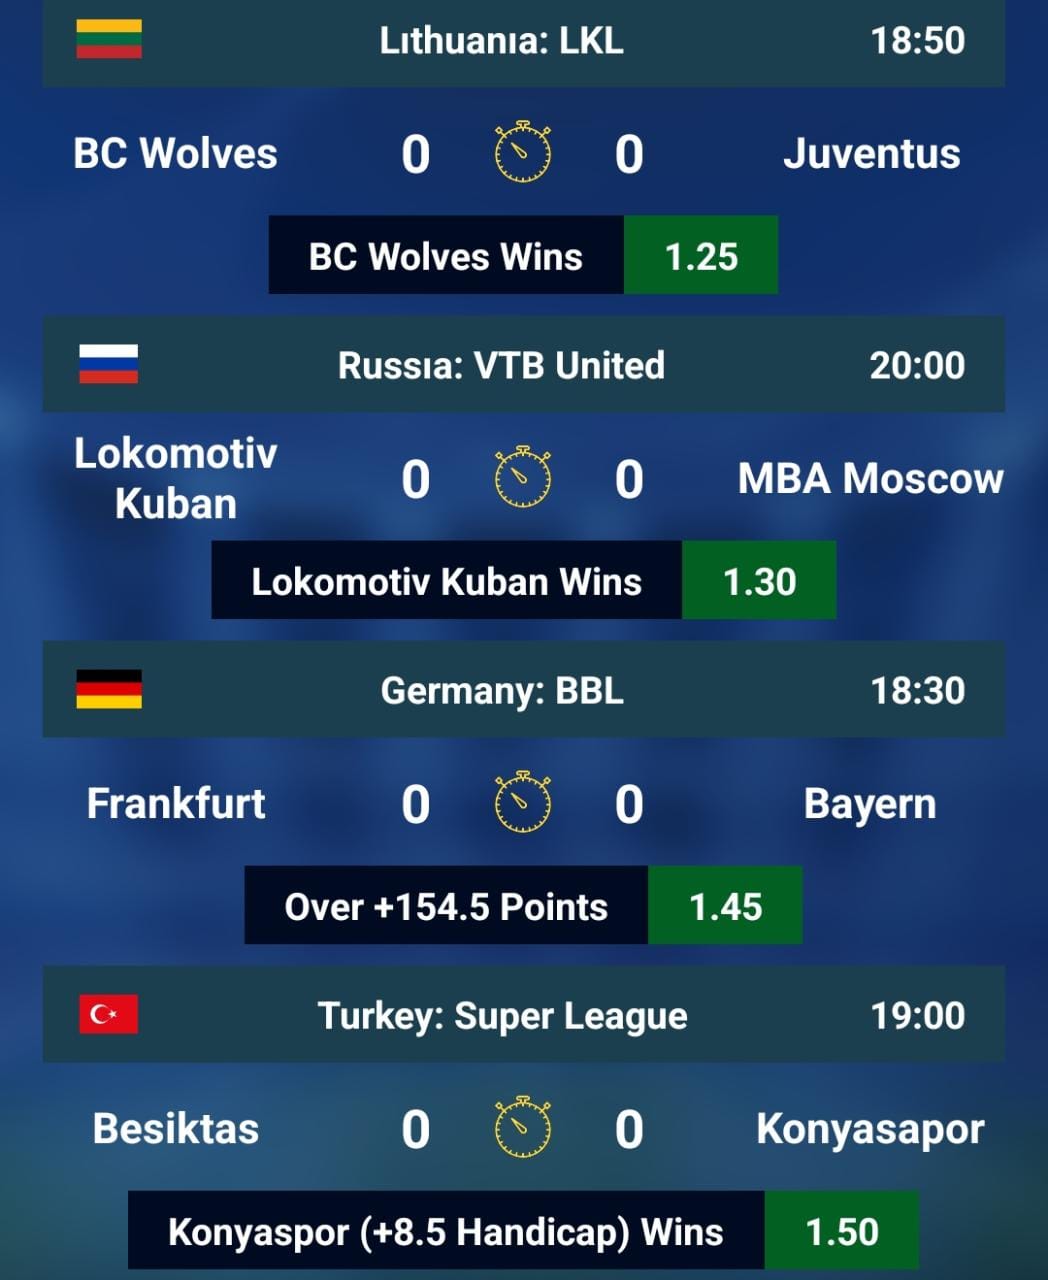 Lıthuanıa: LKL 18:50
BC Wolves 0 0 Juventus
BC Wolves Wins 1.25
Russıa: VTB United 20:00
Lokomotiv
Kuban 0 0 MBA Moscow
Lokomotiv Kuban Wins 1.30
Germany: BBL 18:30
Frankfurt 0 0 Bayern
Over +154.5 Points 1.45
Turkey: Super League 19:00
Besiktas 0 0 Konyasapor
Konyaspor (+8.5 Handicap) Wins 1.50